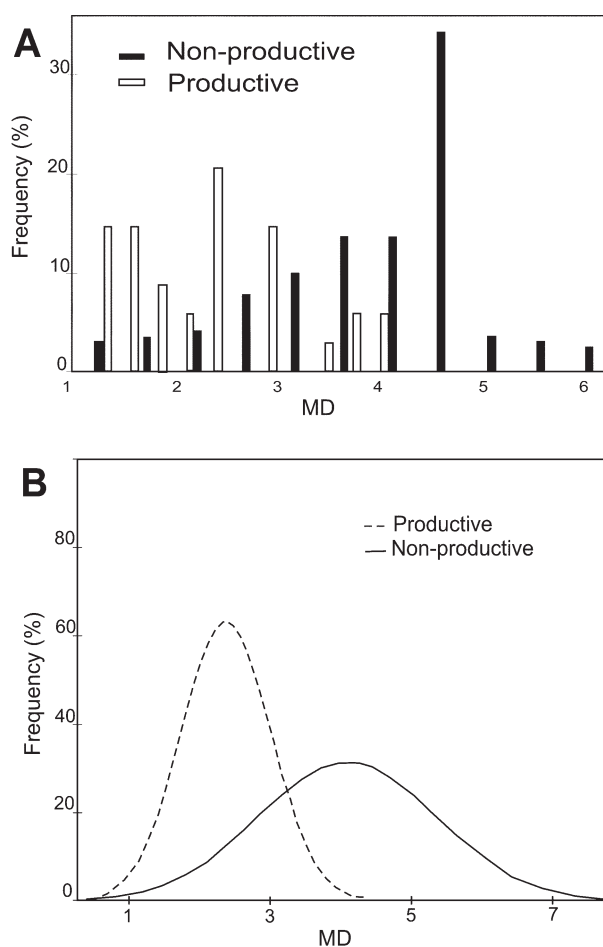 A
Non-productive
Productive
Frequency (%)
30
20
10
0
1 2 3 4 5 6
MD
B
Productive
Non-productive
Frequency (%)
80
60
40
20
0
1 3 5 7
MD